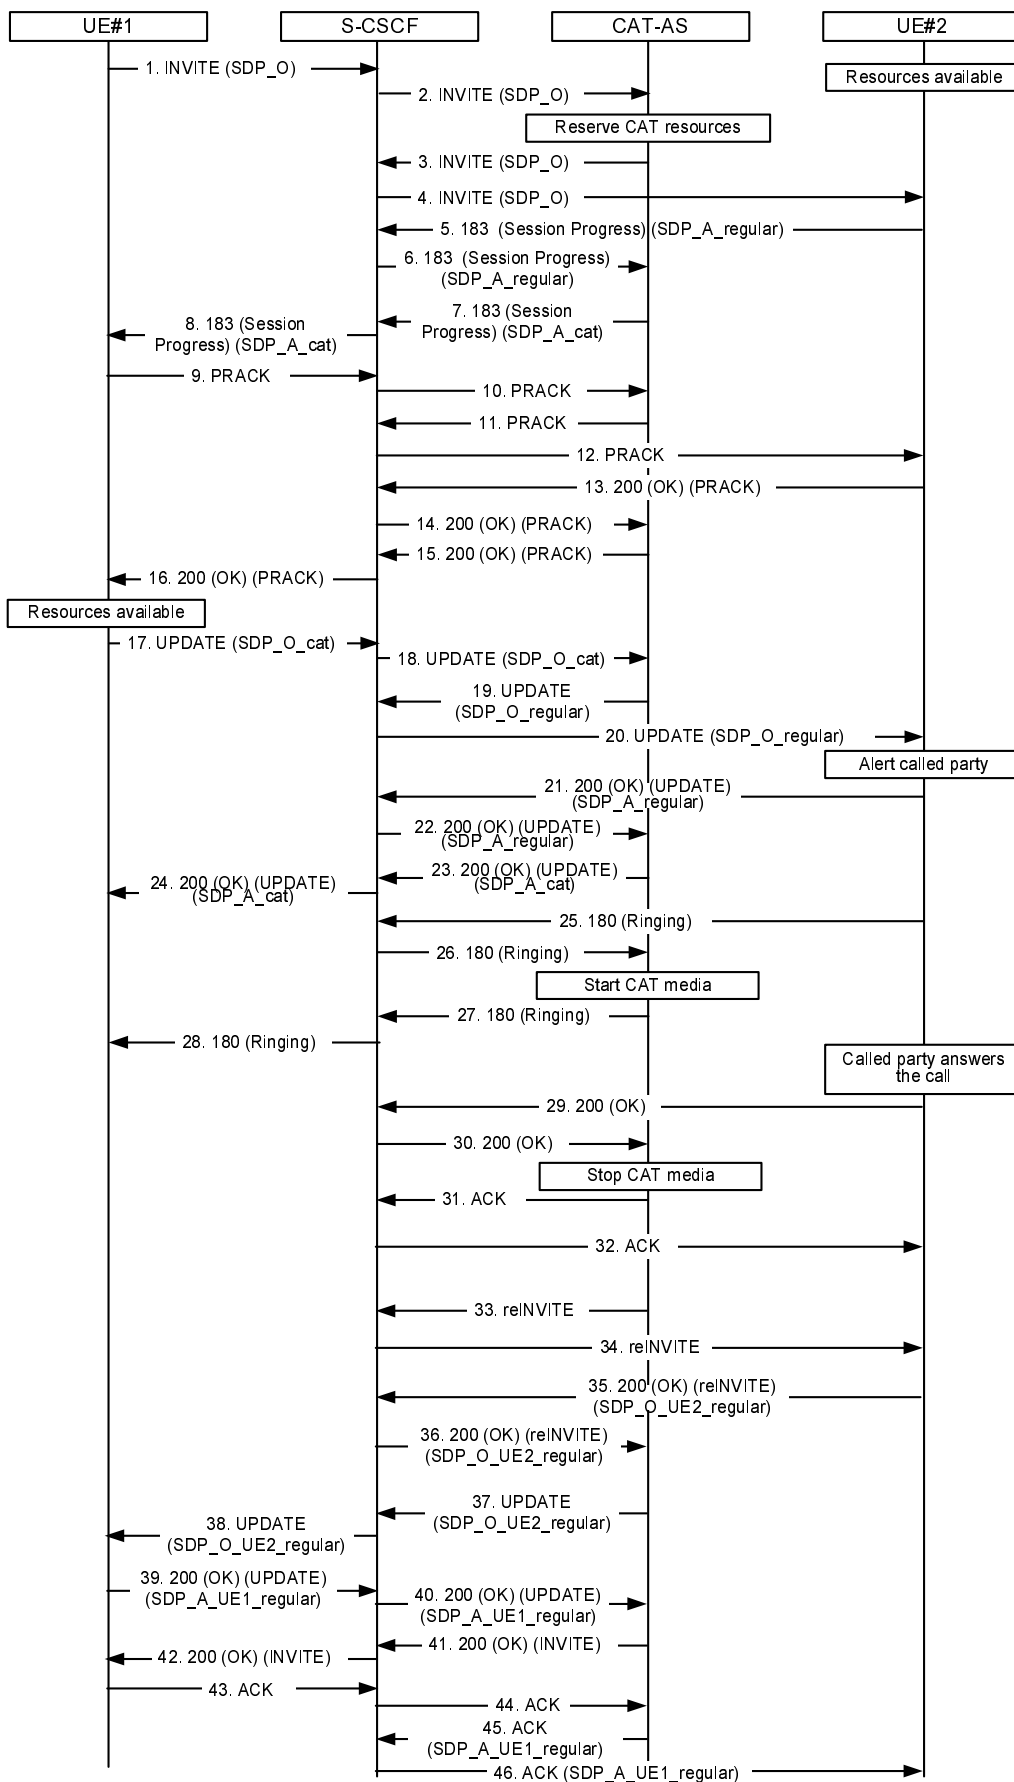 UE#1
S-CSCF
CAT-AS
UE#2
1. INVITE (SDP_O)
Resources available
2. INVITE (SDP_O)
Reserve CAT resources
3. INVITE (SDP_O)
4. INVITE (SDP_O)
5. 183 (Session Progress) (SDP_A_regular)
6. 183 (Session Progress)
(SDP_A_regular)
7. 183 (Session
Progress) (SDP_A_cat)
8. 183 (Session
Progress) (SDP_A_cat)
9. PRACK
10. PRACK
11. PRACK
12. PRACK
13. 200 (OK) (PRACK)
14. 200 (OK) (PRACK)
15. 200 (OK) (PRACK)
16. 200 (OK) (PRACK)
Resources available
17. UPDATE (SDP_O_cat)
18. UPDATE (SDP_O_cat)
19. UPDATE
(SDP_O_regular)
20. UPDATE (SDP_O_regular)
Alert called party
21. 200 (OK) (UPDATE)
(SDP_A_regular)
22. 200 (OK) (UPDATE)
(SDP_A_regular)
23. 200 (OK) (UPDATE)
(SDP_A_cat)
24. 200 (OK) (UPDATE)
(SDP_A_cat)
25. 180 (Ringing)
26. 180 (Ringing)
Start CAT media
27. 180 (Ringing)
28. 180 (Ringing)
Called party answers
the call
29. 200 (OK)
30. 200 (OK)
Stop CAT media
31. ACK
32. ACK
33. reINVITE
34. reINVITE
35. 200 (OK) (reINVITE)
(SDP_O_UE2_regular)
36. 200 (OK) (reINVITE)
(SDP_O_UE2_regular)
37. UPDATE
(SDP_O_UE2_regular)
38. UPDATE
(SDP_O_UE2_regular)
39. 200 (OK) (UPDATE)
(SDP_A_UE1_regular)
40. 200 (OK) (UPDATE)
(SDP_A_UE1_regular)
41. 200 (OK) (INVITE)
42. 200 (OK) (INVITE)
43. ACK
44. ACK
45. ACK
(SDP_A_UE1_regular)
46. ACK (SDP_A_UE1_regular)